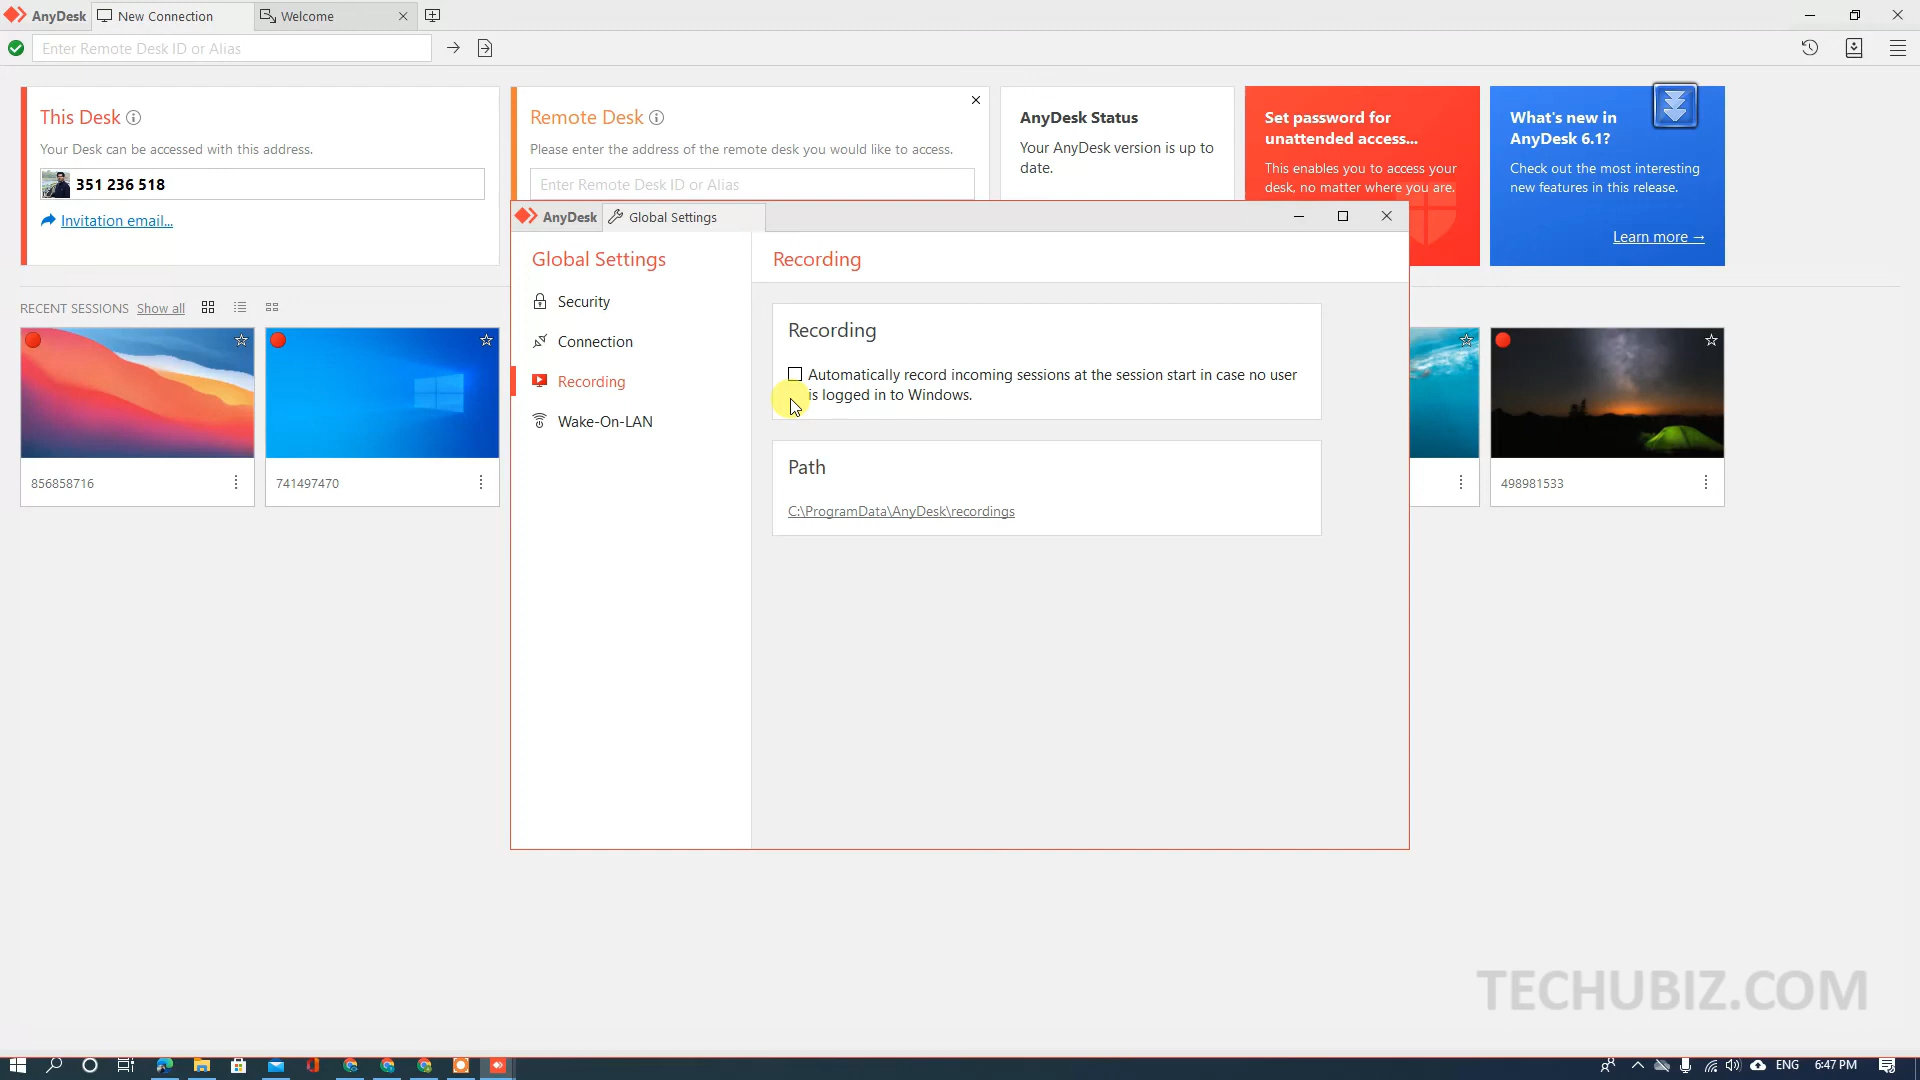 AnyDesk
New Connection
Welcome
Enter Remote Desk ID or Alias
This Desk
Your Desk can be accessed with this address.
351 236 518
Invitation email...
Remote Desk
Please enter the address of the remote desk you would like to access.
Enter Remote Desk ID or Alias
AnyDesk Status
Your AnyDesk version is up to
date.
Set password for
unattended access...
This enables you to access your
desk, no matter where you are.
What's new in
AnyDesk 6.1?
Check out the most interesting
new features in this release.
Learn more →
RECENT SESSIONS Show all
856858716
741497470
498981533
AnyDesk
Global Settings
Global Settings
Security
Connection
Recording
Wake-On-LAN
Recording
Recording
Automatically record incoming sessions at the session start in case no user
is logged in to Windows.
Path
C:\ProgramData\AnyDesk\recordings
TECHUBIZ.COM
ENG
6:47 PM